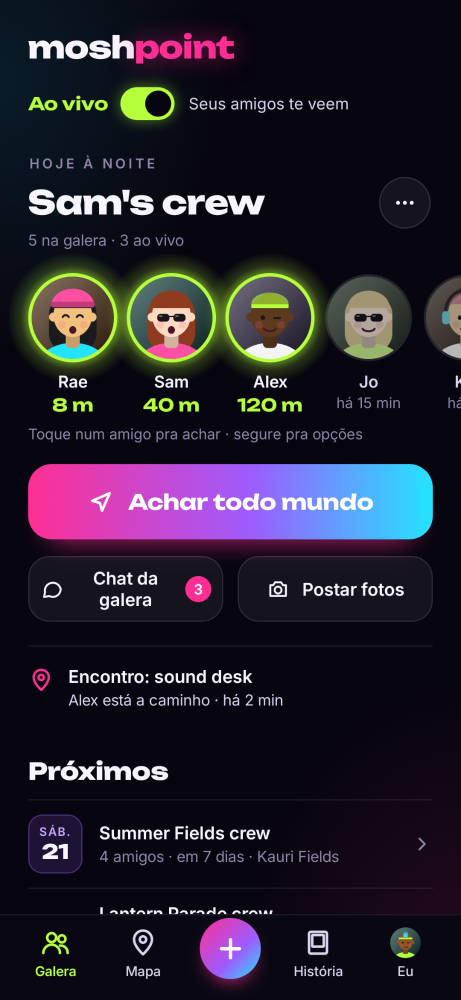 moshpoint
Ao vivo
Seus amigos te veem
HOJE À NOITE
Sam's crew
5 na galera · 3 ao vivo
Rae
Sam
Alex
Jo
8 m
40 m
120 m
há 15 min
Toque num amigo pra achar · segure pra opções
Achar todo mundo
Chat da
galera
3
Postar fotos
Encontro: sound desk
Alex está a caminho · há 2 min
Próximos
SÁB.
21
Summer Fields crew
4 amigos · em 7 dias · Kauri Fields
Lantern Parade crew
Galera
Mapa
História
Eu